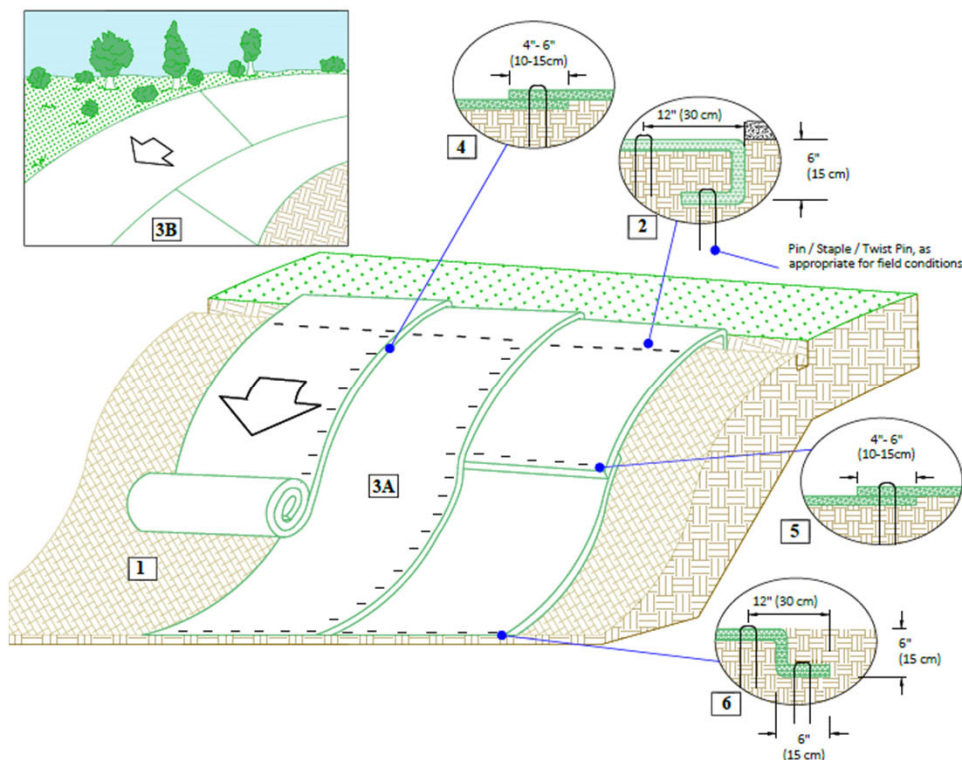 3B
4"- 6"
(10-15cm)
4
12" (30 cm)
6"
(15 cm)
2
Pin / Staple / Twist Pin, as
appropriate for field conditions
3A
1
4"- 6"
(10-15cm)
5
12" (30 cm)
6"
(15 cm)
6
6"
(15 cm)